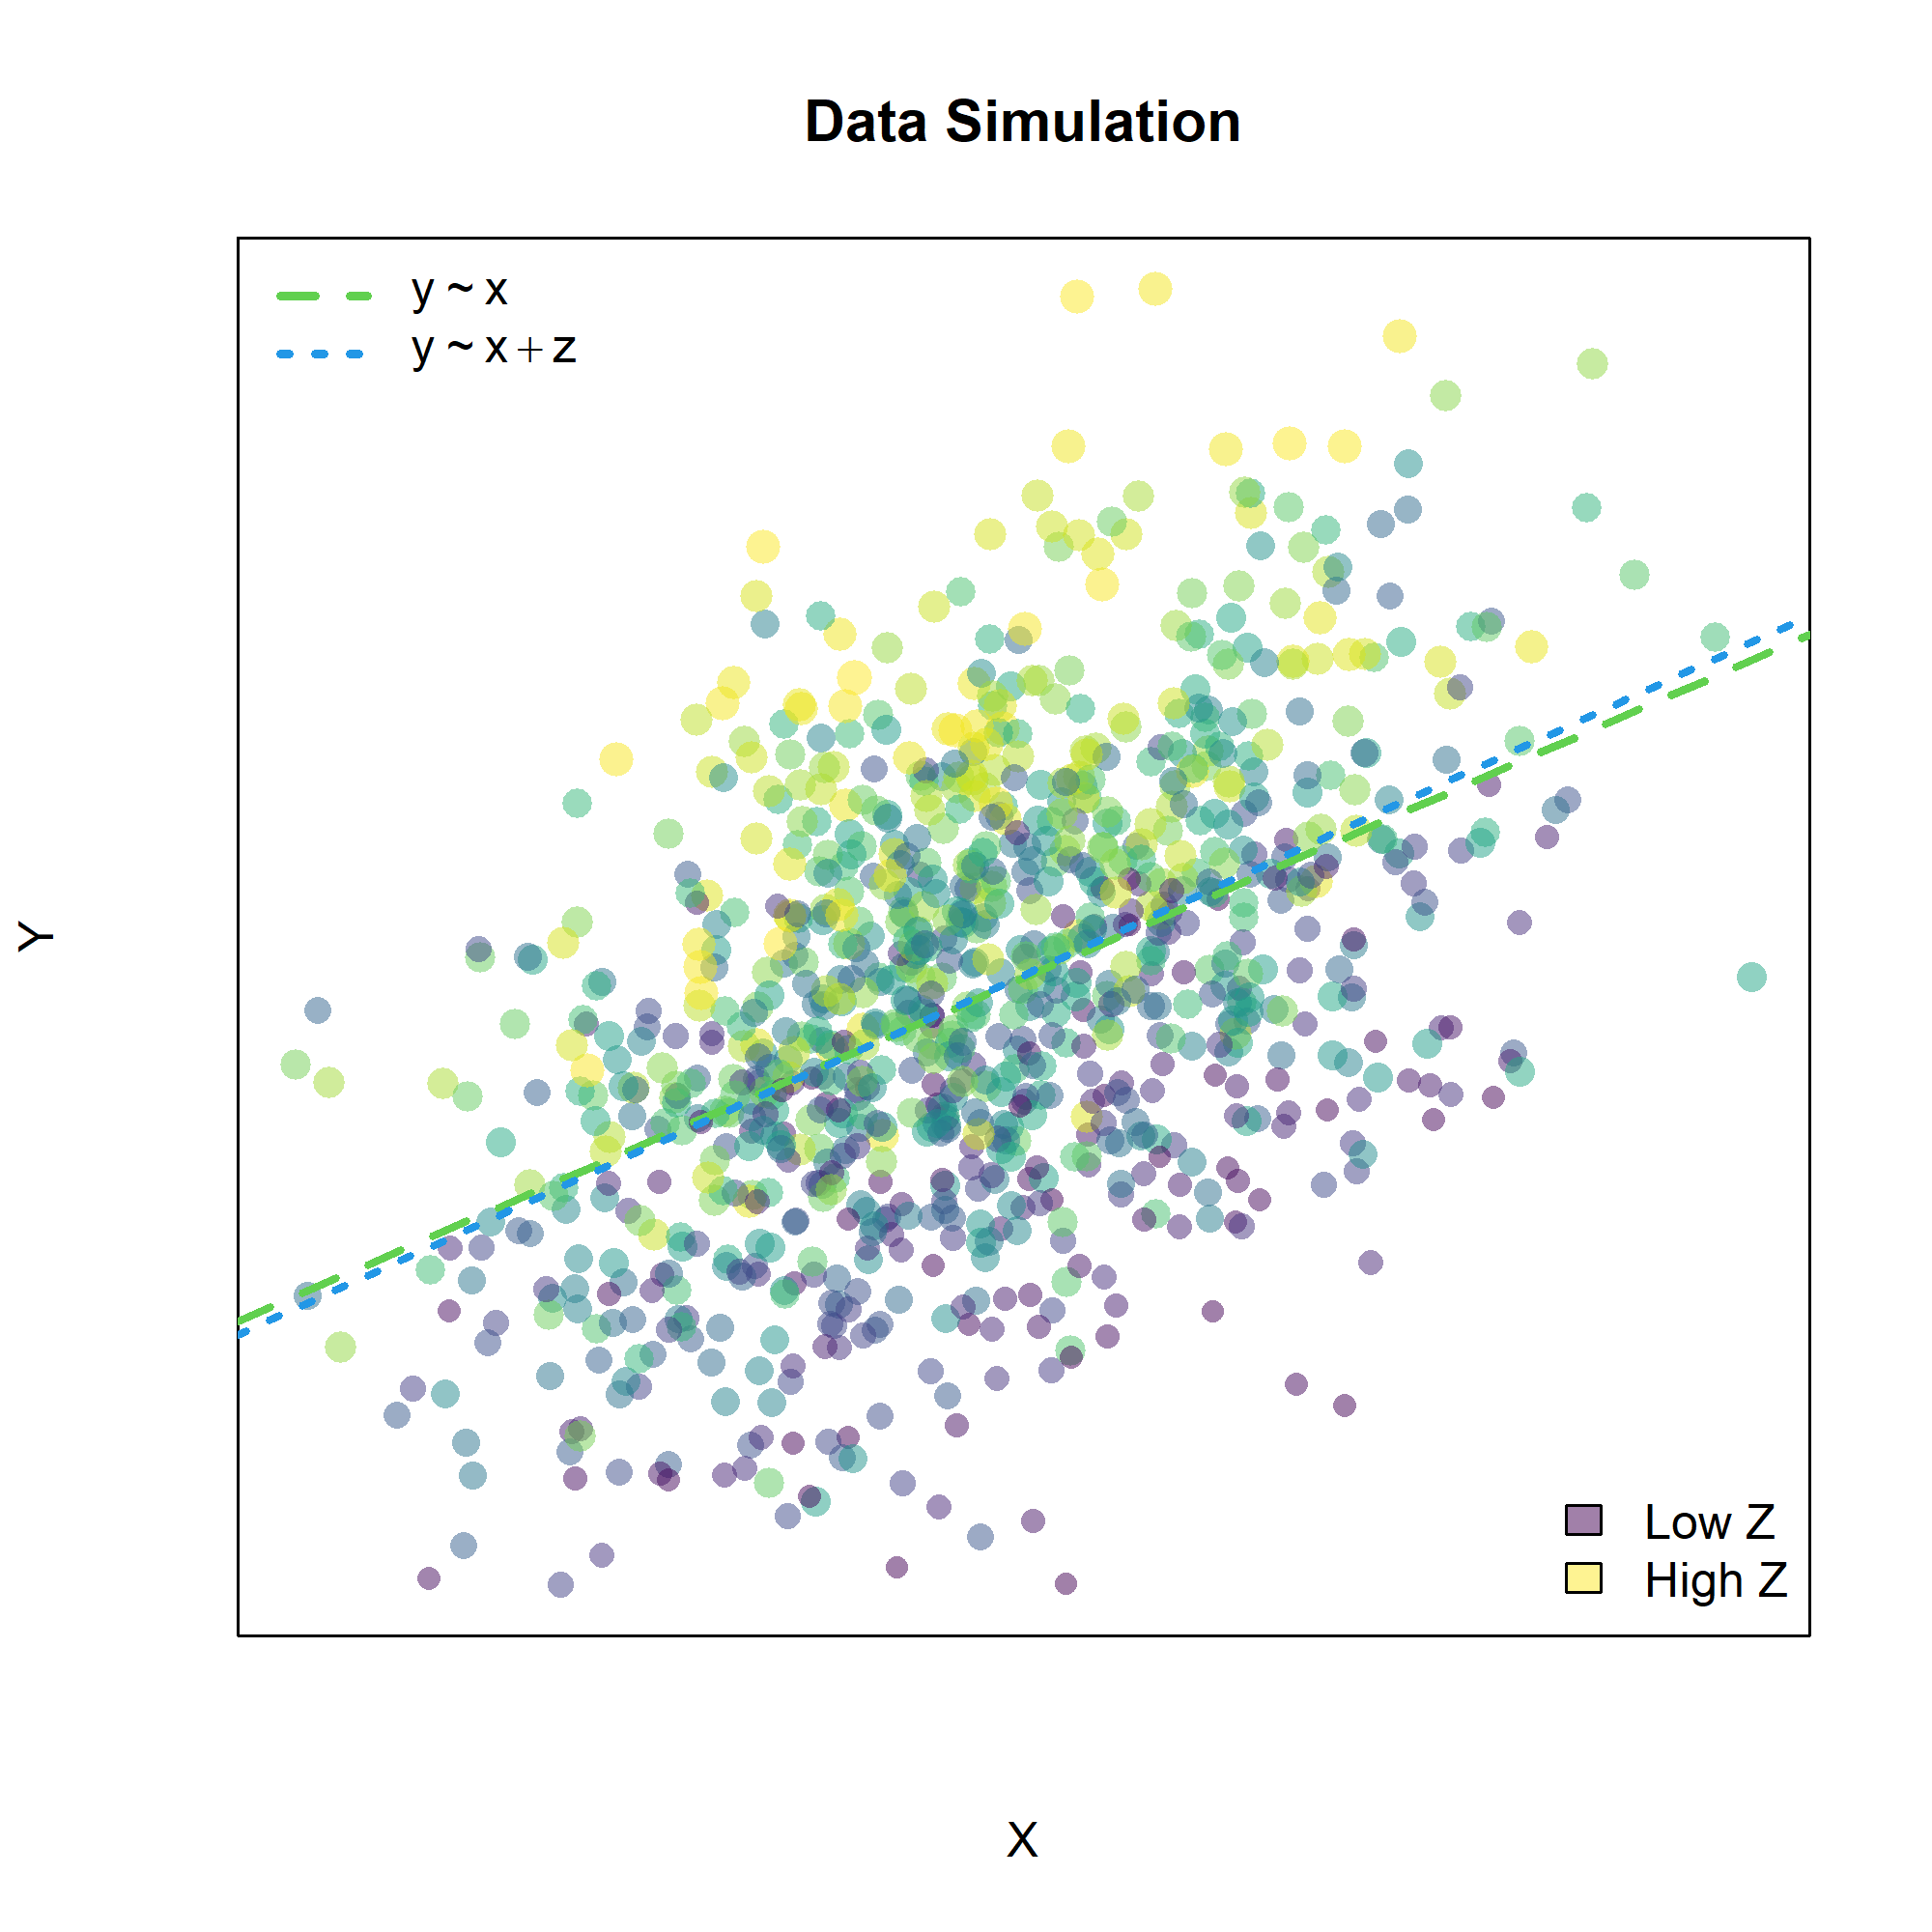 Data Simulation
y ~ x
y ~ x + z
Y
Low Z
High Z
X